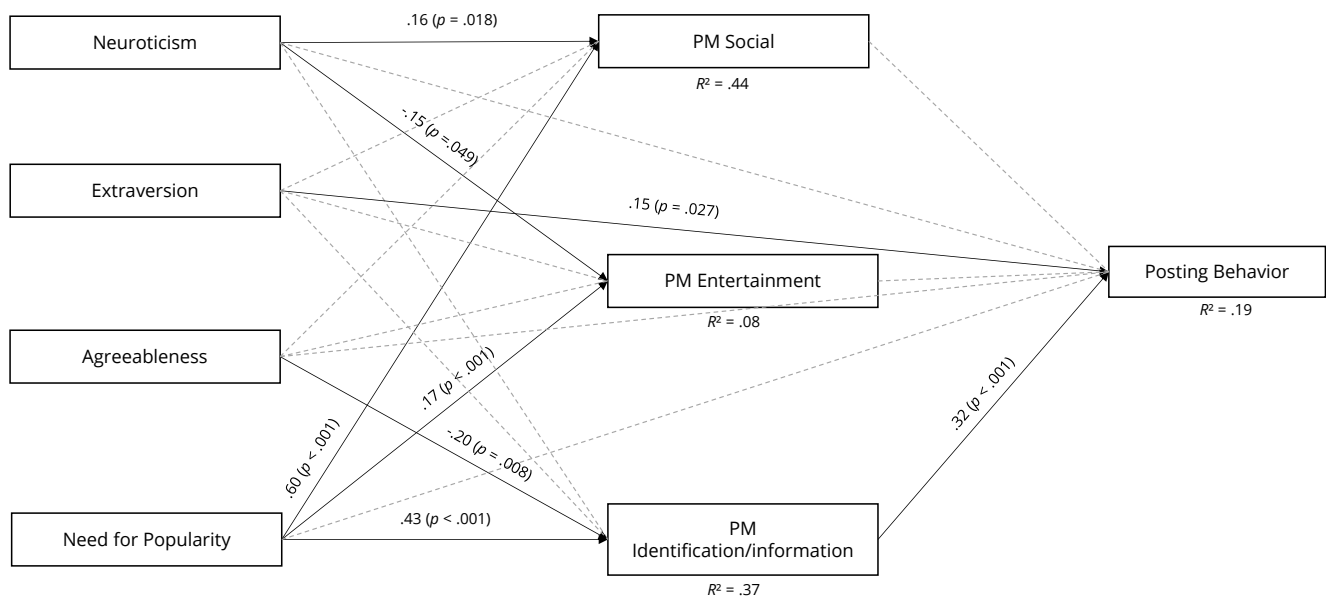 .16 (p = .018)
Neuroticism
PM Social
R² = .44
-.15 (p =.049)
Extraversion
.15 (p = .027)
PM Entertainment
R² = .08
Posting Behavior
R² = .19
Agreeableness
.17 (p < .001)
.32 (p < .001)
-.20 (p = .008)
.60 (p < .001)
Need for Popularity
.43 (p < .001)
PM
Identification/information
R² = .37